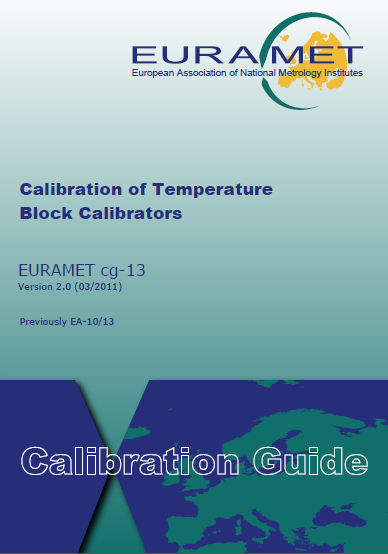 EURAMET
European Association of National Metrology Institutes
Calibration of Temperature
Block Calibrators
EURAMET cg-13
Version 2.0 (03/2011)
Previously EA-10/13
Calibration Guide